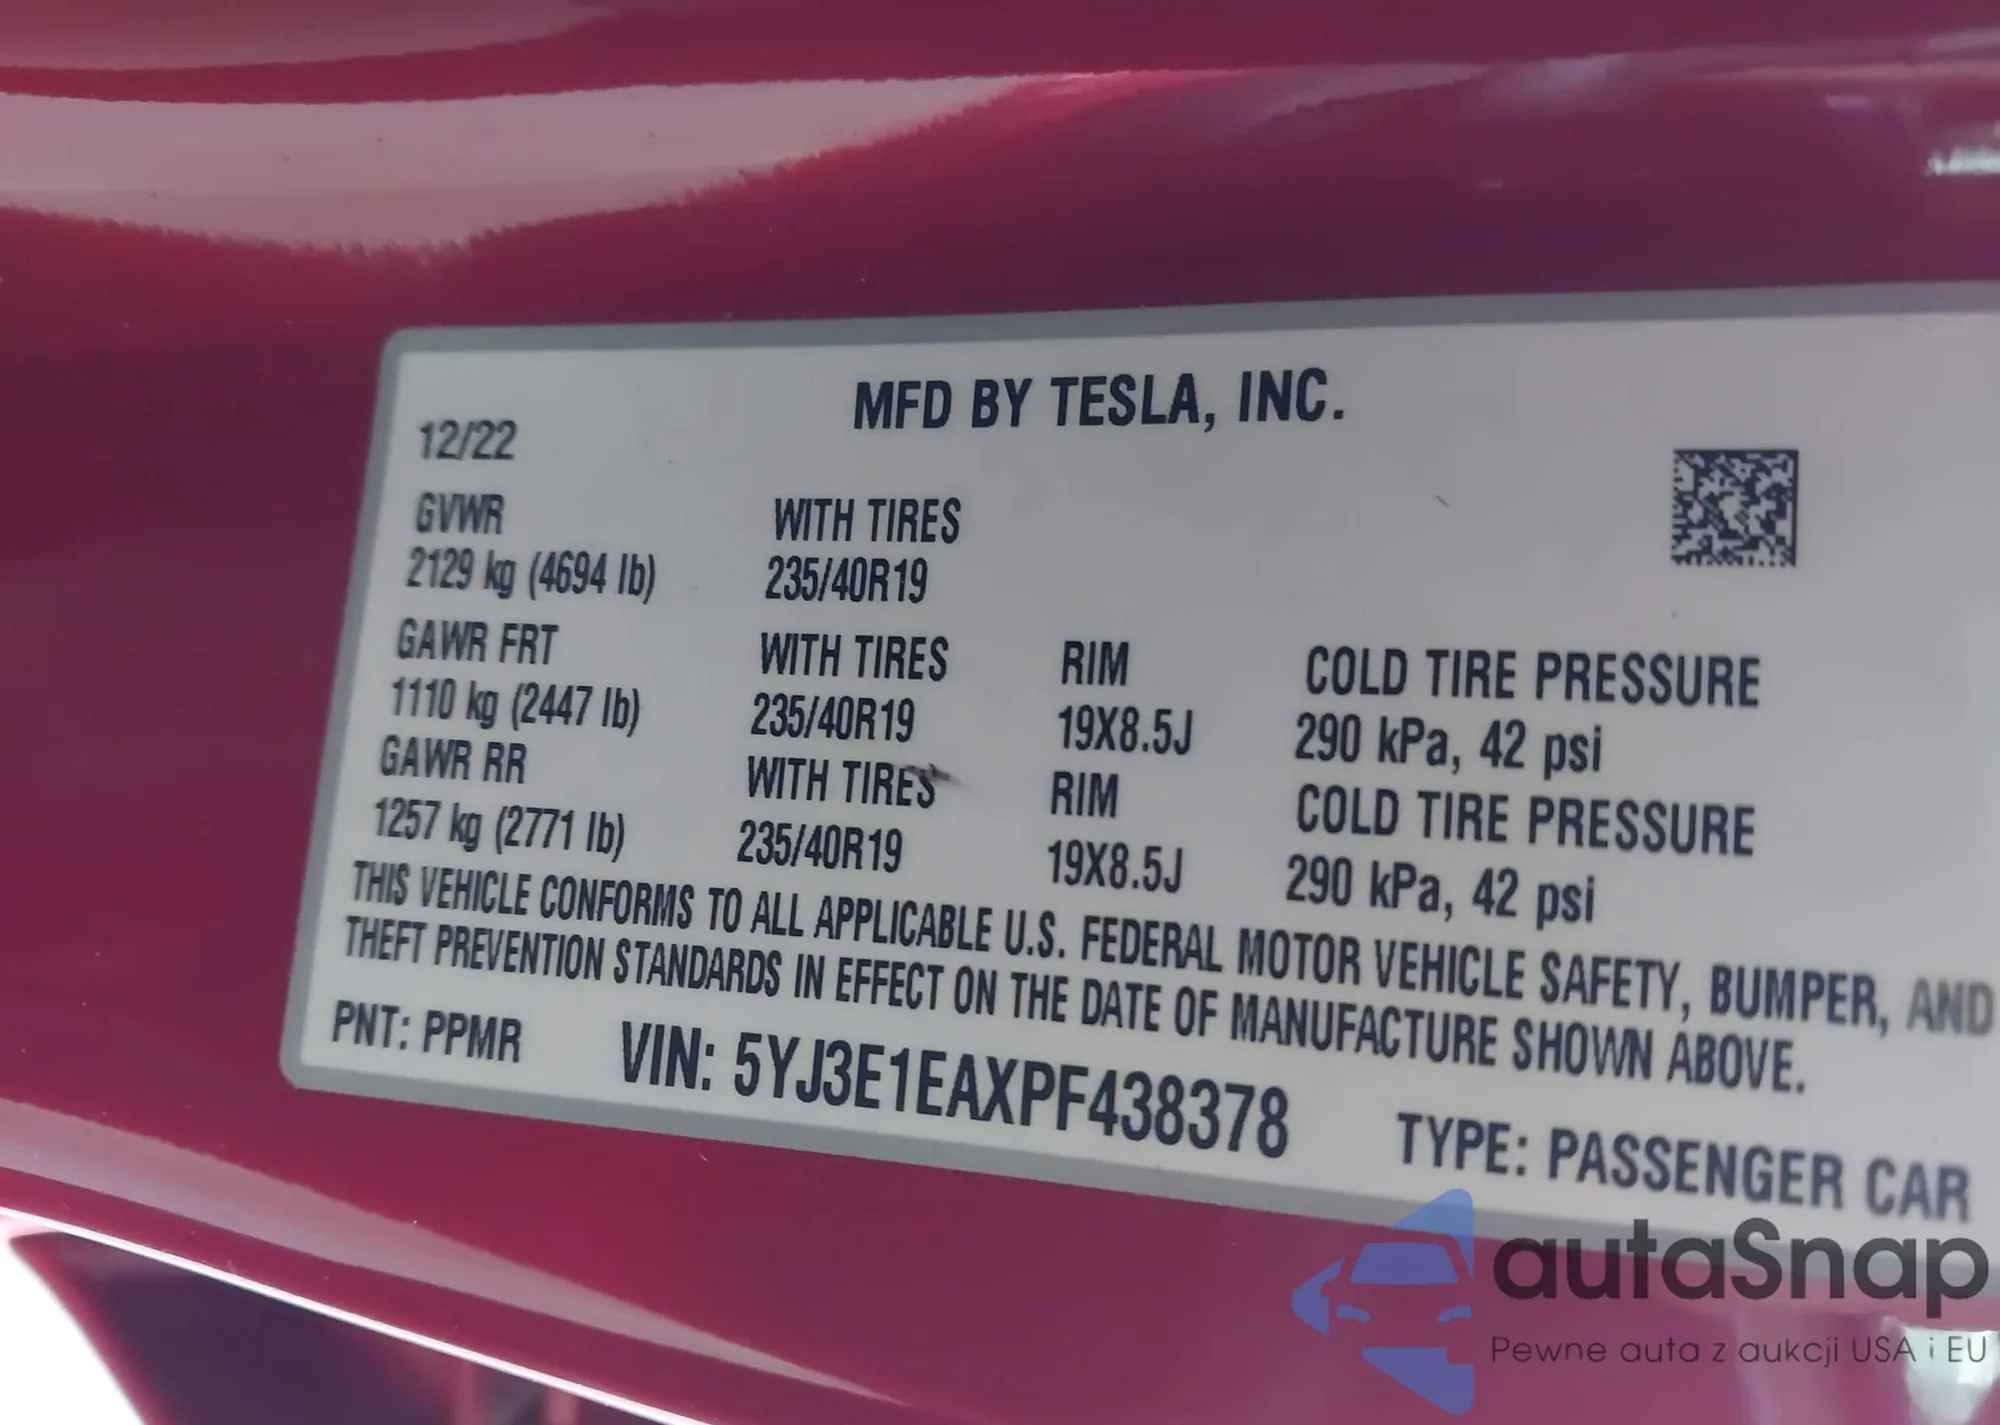 MFD BY TESLA, INC.
12/22
GVWR WITH TIRES
2129 kg (4694 lb) 235/40R19
GAWR FRT WITH TIRES RIM COLD TIRE PRESSURE
1110 kg (2447 lb) 235/40R19 19X8.5J 290 kPa, 42 psi
GAWR RR WITH TIRES RIM COLD TIRE PRESSURE
1257 kg (2771 lb) 235/40R19 19X8.5J 290 kPa, 42 psi
THIS VEHICLE CONFORMS TO ALL APPLICABLE U.S. FEDERAL MOTOR VEHICLE SAFETY, BUMPER, AND
THEFT PREVENTION STANDARDS IN EFFECT ON THE DATE OF MANUFACTURE SHOWN ABOVE.
PNT: PPMR VIN: 5YJ3E1EAXPF438378 TYPE: PASSENGER CAR
autaSnap
Pewne auta z aukcji USA i EU